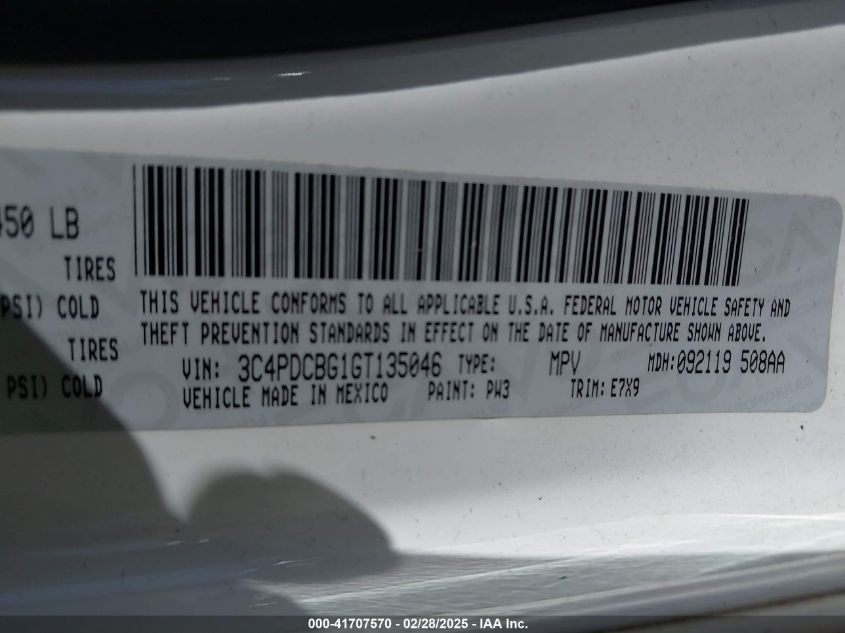 450 LB
TIRES
PSI) COLD
TIRES
PSI) COLD
THIS VEHICLE CONFORMS TO ALL APPLICABLE U.S.A. FEDERAL MOTOR VEHICLE SAFETY AND
THEFT PREVENTION STANDARDS IN EFFECT ON THE DATE OF MANUFACTURE SHOWN ABOVE.
VIN: 3C4PDCBG1GT135046 TYPE: MPV MDH:092119 508AA
VEHICLE MADE IN MEXICO PAINT: PW3 TRIM: E7X9
000-41707570 - 02/28/2025 - IAA Inc.